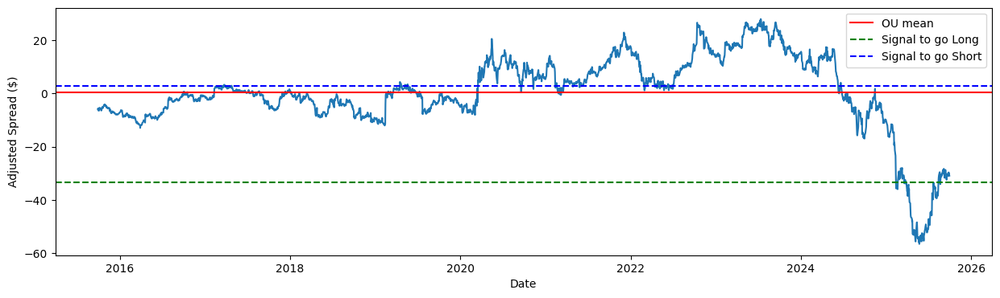 Adjusted Spread ($)
20
0
−20
−40
−60
2016
2018
2020
2022
2024
2026
Date
OU mean
Signal to go Long
Signal to go Short